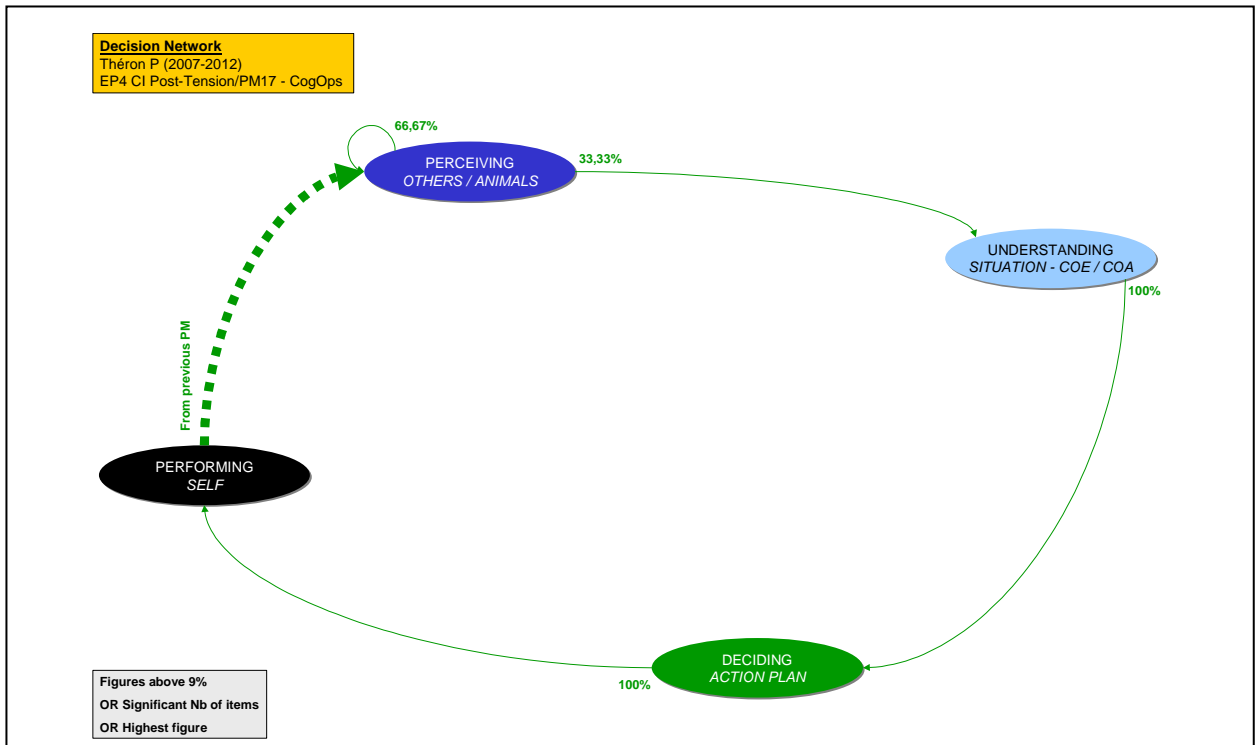 Decision Network
Théron P (2007-2012)
EP4 CI Post-Tension/PM17 - CogOps
66,67%
PERCEIVING
OTHERS / ANIMALS
33,33%
UNDERSTANDING
SITUATION - COE / COA
100%
From previous PM
PERFORMING
SELF
DECIDING
ACTION PLAN
100%
Figures above 9%
OR Significant Nb of items
OR Highest figure